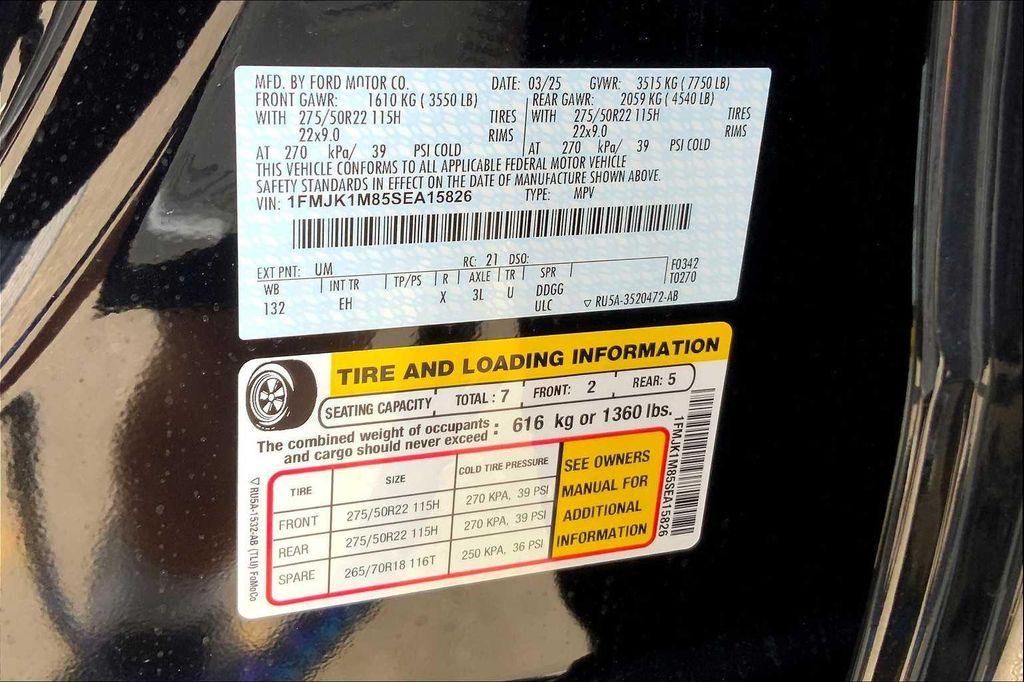 MFD. BY FORD MOTOR CO. DATE: 03/25 GVWR: 3515 KG ( 7750 LB)
FRONT GAWR: 1610 KG ( 3550 LB) REAR GAWR: 2059 KG ( 4540 LB)
WITH 275/50R22 115H TIRES WITH 275/50R22 115H TIRES
22x9.0 RIMS 22x9.0 RIMS
AT 270 kPa/ 39 PSI COLD AT 270 kPa/ 39 PSI COLD
THIS VEHICLE CONFORMS TO ALL APPLICABLE FEDERAL MOTOR VEHICLE
SAFETY STANDARDS IN EFFECT ON THE DATE OF MANUFACTURE SHOWN ABOVE.
VIN: 1FMJK1M85SEA15826 TYPE: MPV
EXT PNT: UM RC: 21 DSO:
WB INT TR TP/PS R AXLE TR SPR F0342
132 EH X 3L U DDGG T0270
ULC ▽ RU5A-3520472-AB
TIRE AND LOADING INFORMATION
SEATING CAPACITY TOTAL : 7 FRONT: 2 REAR: 5
The combined weight of occupants and cargo should never exceed : 616 kg or 1360 lbs.
TIRE SIZE COLD TIRE PRESSURE
FRONT 275/50R22 115H 270 KPA, 39 PSI
REAR 275/50R22 115H 270 KPA, 39 PSI
SPARE 265/70R18 116T 250 KPA, 36 PSI
SEE OWNERS
MANUAL FOR
ADDITIONAL
INFORMATION
1FMJK1M85SEA15826
▽ RU5A-1532-AB (TLU) FoMoCo